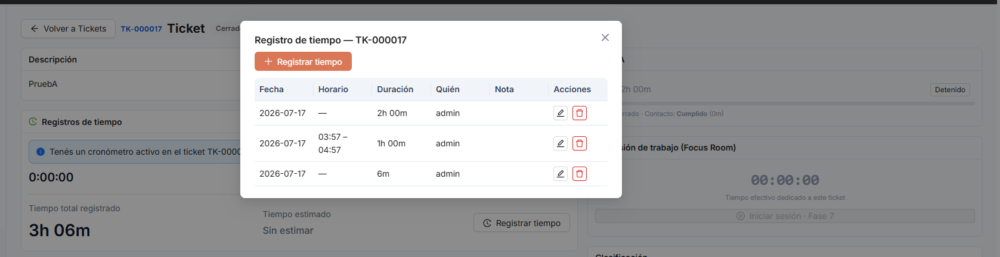 Volver a Tickets TK-000017 Ticket Cerrado
Registro de tiempo — TK-000017
Registrar tiempo
Fecha Horario Duración Quién Nota Acciones
2026-07-17 — 2h 00m admin
2026-07-17 03:57 –
04:57 1h 00m admin
2026-07-17 — 6m admin
Descripción
PruebA
Registros de tiempo
Tenés un cronómetro activo en el ticket TK-000
0:00:00
Tiempo total registrado
3h 06m
Tiempo estimado
Sin estimar
Registrar tiempo
A
2h 00m Detenido
rrado · Contacto: Cumplido (0m)
sión de trabajo (Focus Room)
00:00:00
Tiempo efectivo dedicado a este ticket
Iniciar sesión · Fase 7